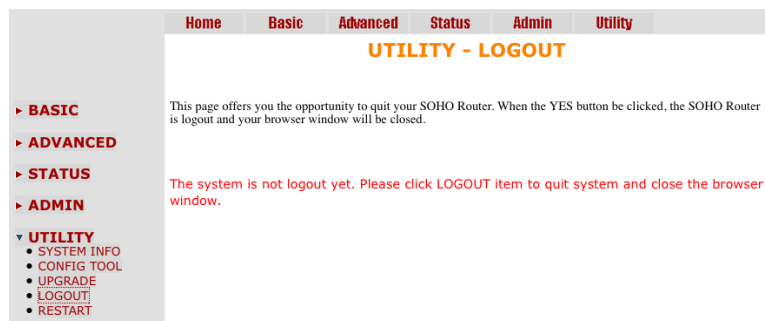 Home Basic Advanced Status Admin Utility
UTILITY - LOGOUT
BASIC
ADVANCED
STATUS
ADMIN
UTILITY
SYSTEM INFO
CONFIG TOOL
UPGRADE
LOGOUT
RESTART
This page offers you the opportunity to quit your SOHO Router. When the YES button be clicked, the SOHO Router
is logout and your browser window will be closed.
The system is not logout yet. Please click LOGOUT item to quit system and close the browser
window.